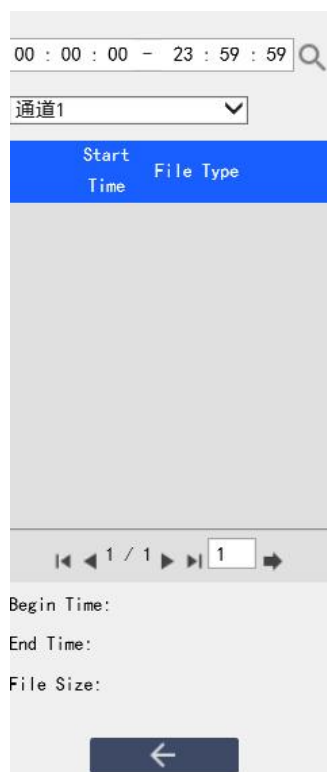 00 : 00 : 00 - 23 : 59 : 59
通道1
Start Time
File Type
1 / 1
1
Begin Time:
End Time:
File Size: